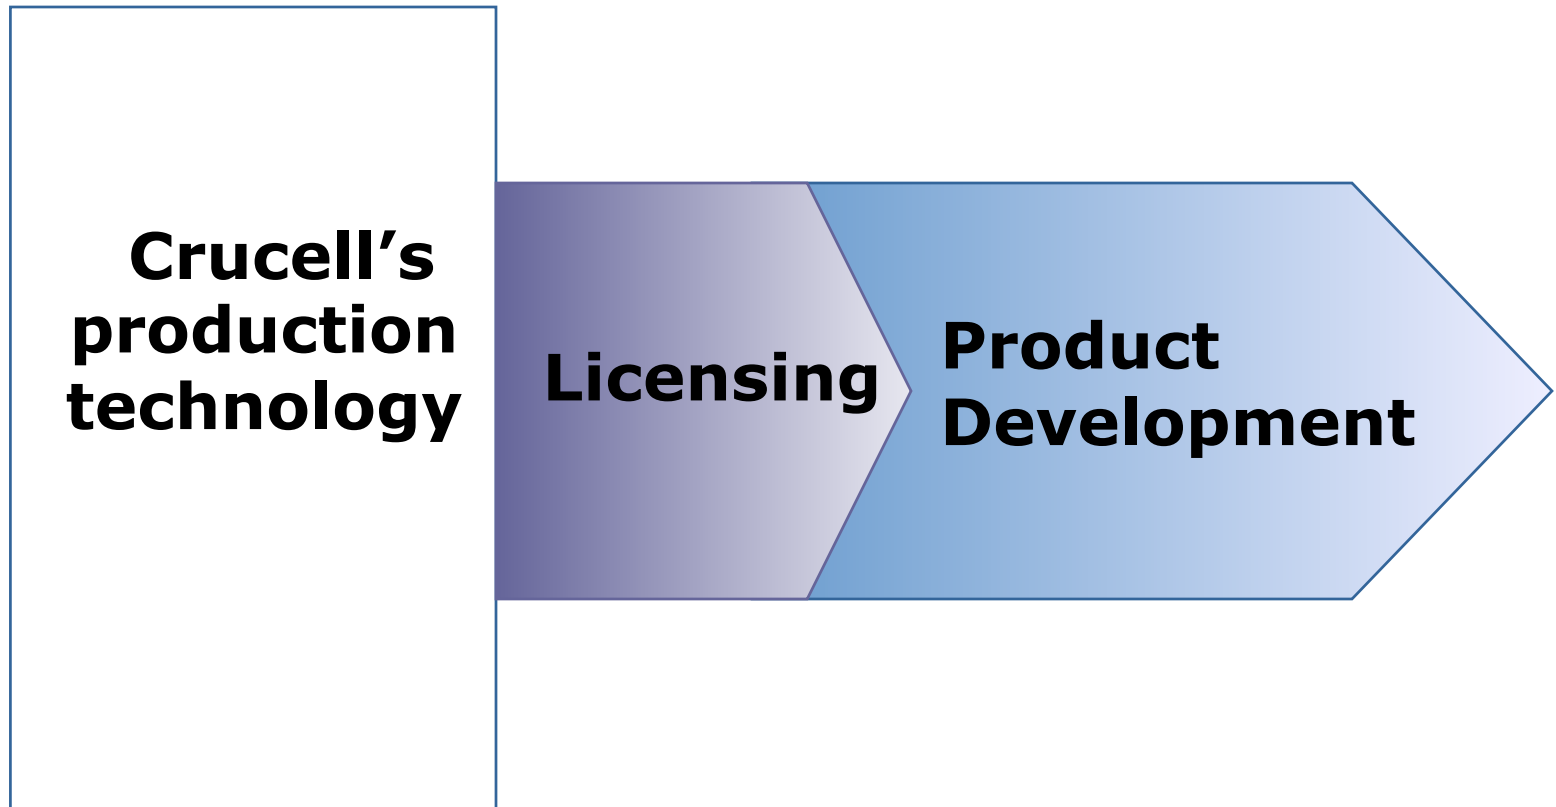 Crucell’s
production
technology
Licensing
Product
Development